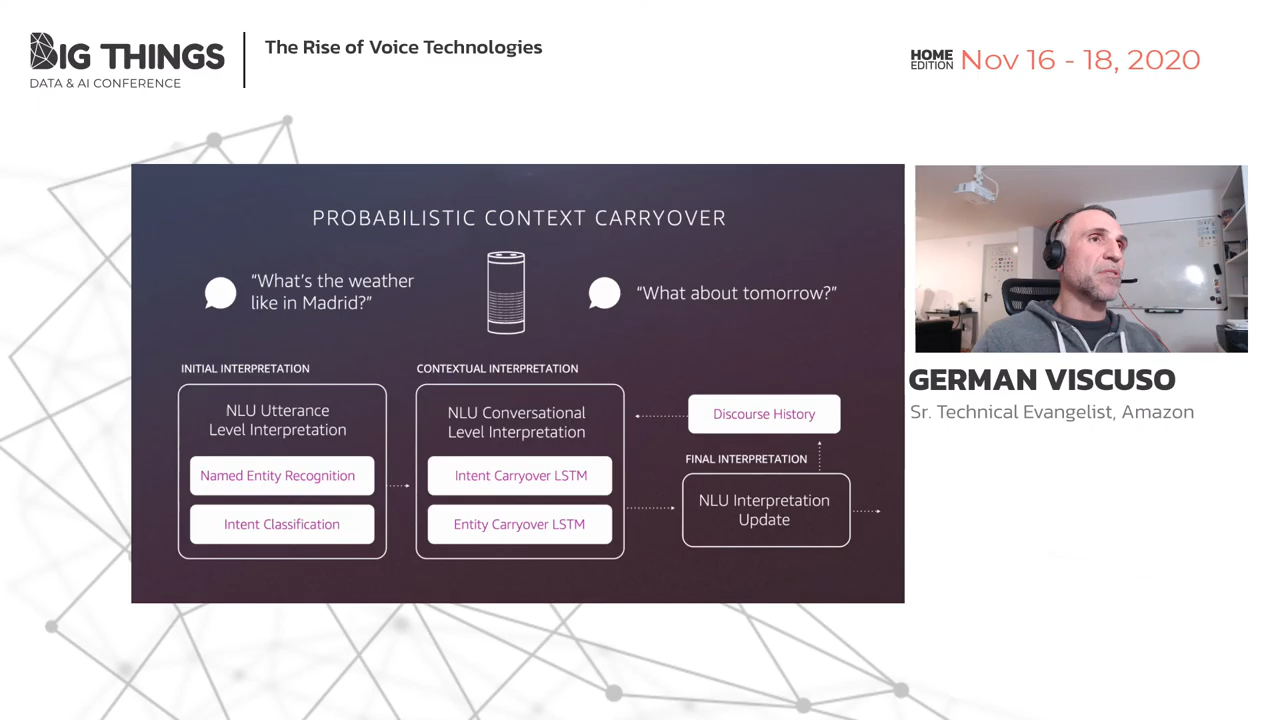 BIG THINGS
DATA & AI CONFERENCE
The Rise of Voice Technologies
HOME
EDITION
Nov 16 - 18, 2020
PROBABILISTIC CONTEXT CARRYOVER
“What’s the weather
like in Madrid?”
“What about tomorrow?”
INITIAL INTERPRETATION
NLU Utterance
Level Interpretation
Named Entity Recognition
Intent Classification
CONTEXTUAL INTERPRETATION
NLU Conversational
Level Interpretation
Intent Carryover LSTM
Entity Carryover LSTM
Discourse History
FINAL INTERPRETATION
NLU Interpretation
Update
GERMAN VISCUSO
Sr. Technical Evangelist, Amazon